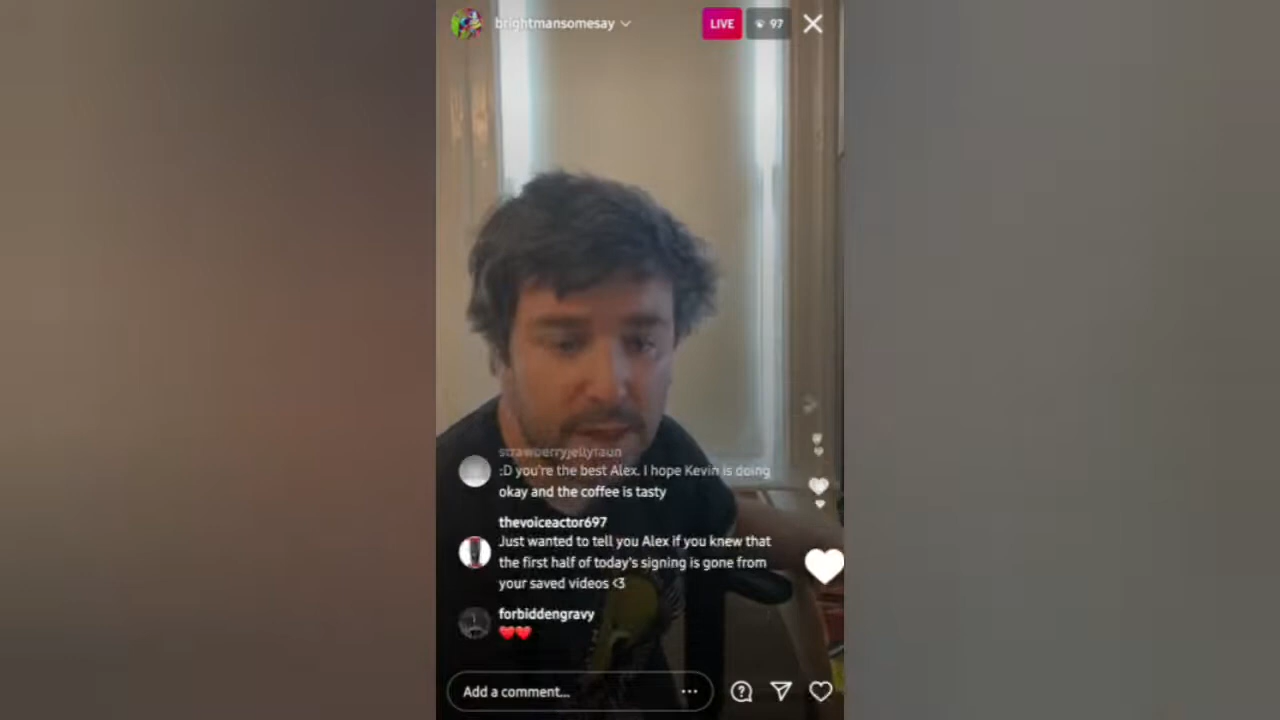 brightmansomesay
LIVE
97
strawberryjellyfaun
:D you're the best Alex. I hope Kevin is doing
okay and the coffee is tasty
thevoiceactor697
Just wanted to tell you Alex if you knew that
the first half of today's signing is gone from
your saved videos <3
forbiddengravy
❤️❤️
Add a comment...